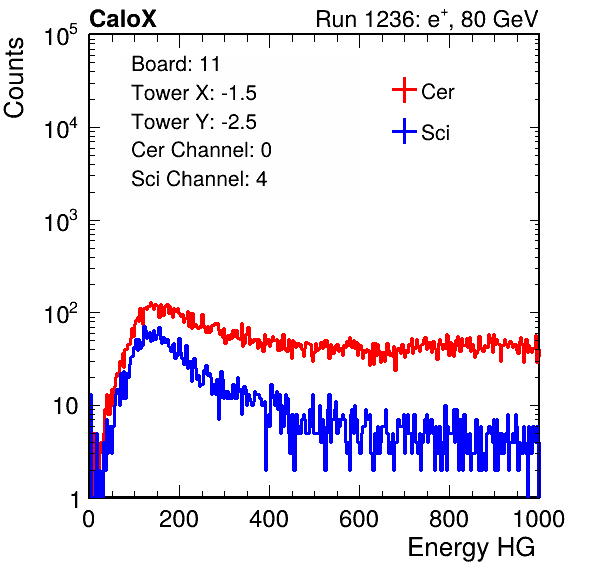 CaloX Run 1236: e⁺, 80 GeV
Counts
Board: 11
Tower X: -1.5
Tower Y: -2.5
Cer Channel: 0
Sci Channel: 4
Cer
Sci
10⁵
10⁴
10³
10²
10
1
0 200 400 600 800 1000
Energy HG